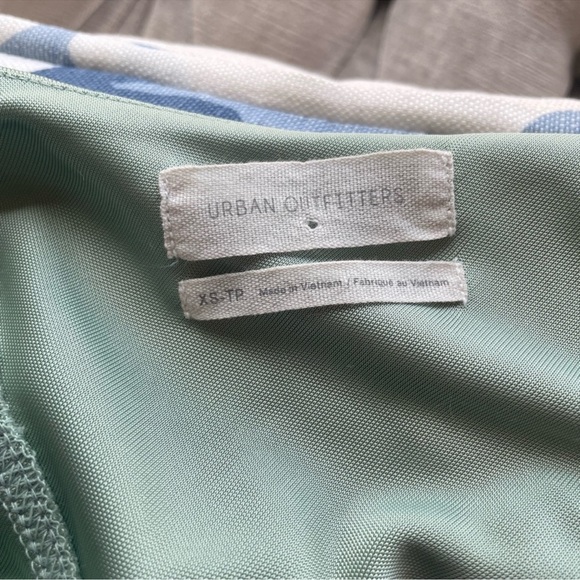 URBAN OUTFITTERS
XS-TP Made in Vietnam / Fabriqué au Vietnam